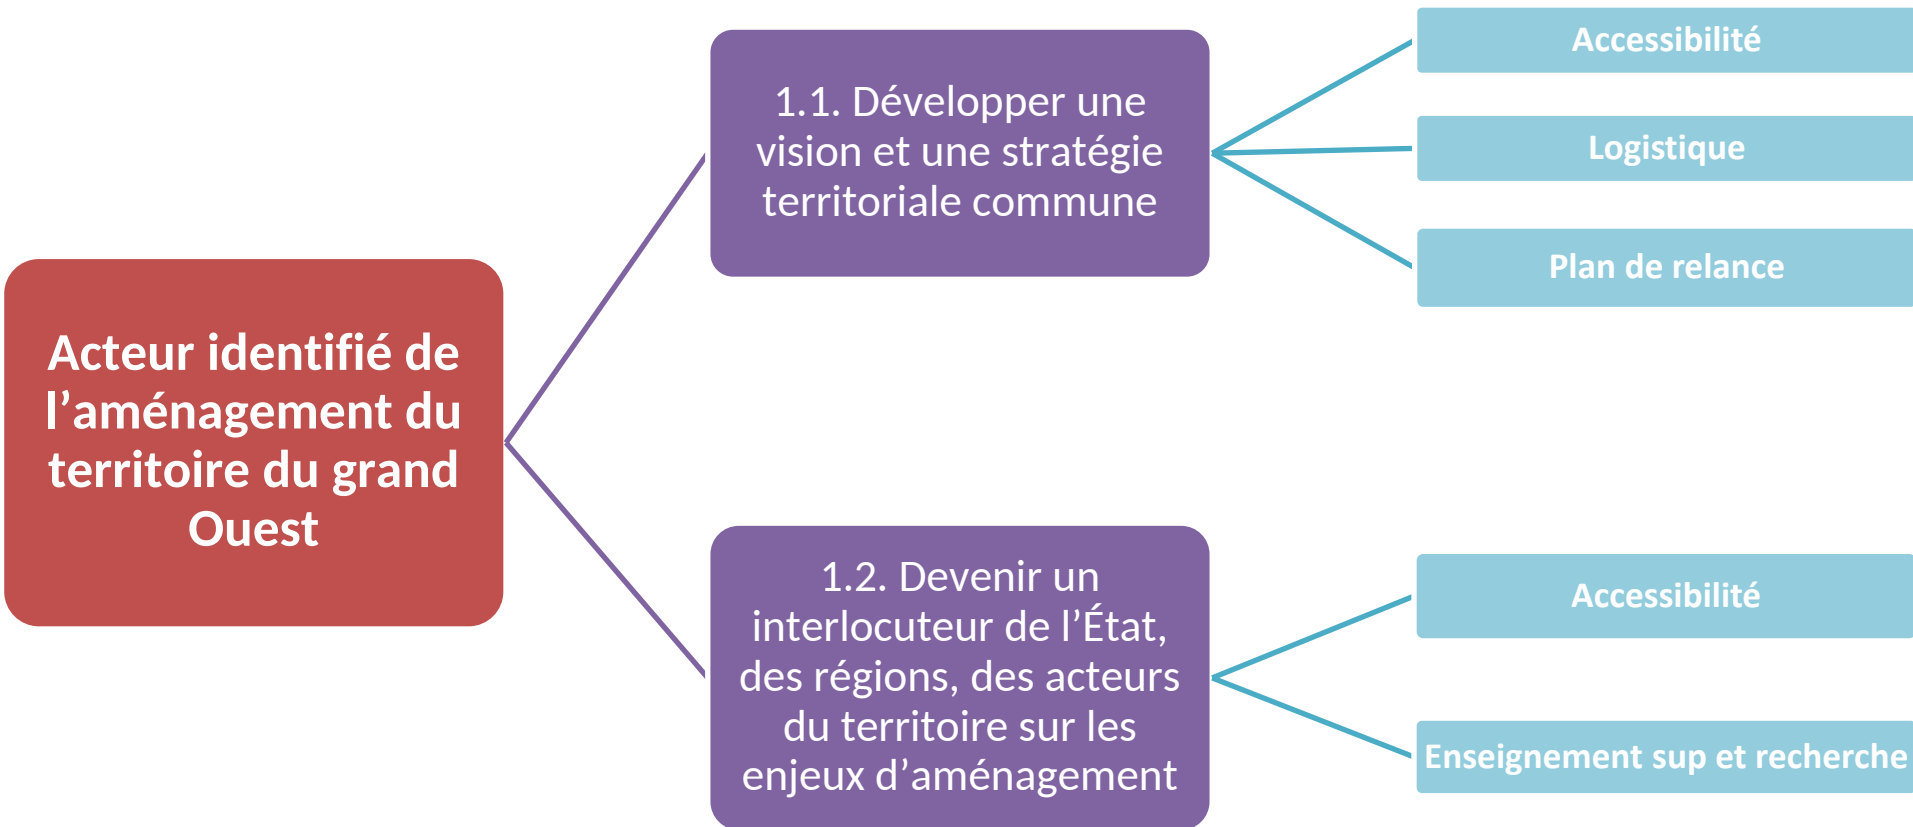 Acteur identifié de
l’aménagement du
territoire du grand
Ouest
1.1. Développer une
vision et une stratégie
territoriale commune
Accessibilité
Logistique
Plan de relance
1.2. Devenir un
interlocuteur de l’État,
des régions, des acteurs
du territoire sur les
enjeux d’aménagement
Accessibilité
Enseignement sup et recherche